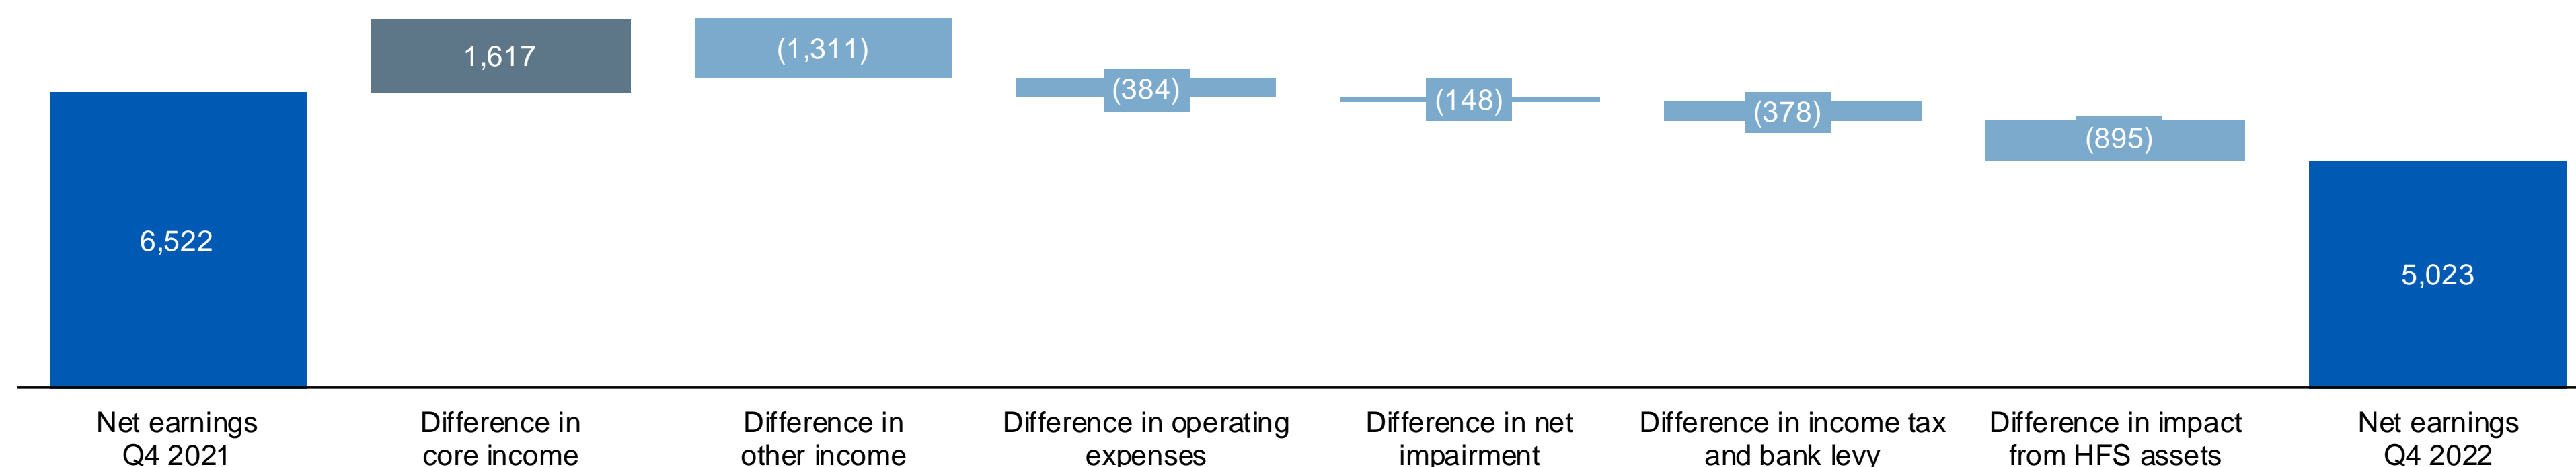 1,617
(1,311)
(384)
(148)
(378)
(895)
6,522
5,023
Net earnings
Q4 2021
Difference in
core income
Difference in
other income
Difference in operating
expenses
Difference in net
impairment
Difference in income tax
and bank levy
Difference in impact
from HFS assets
Net earnings
Q4 2022